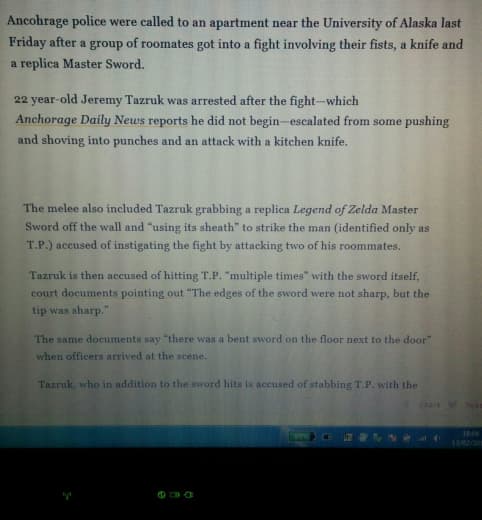 Ancohrage police were called to an apartment near the University of Alaska last
Friday after a group of roomates got into a fight involving their fists, a knife and
a replica Master Sword.
22 year-old Jeremy Tazruk was arrested after the fight—which
Anchorage Daily News reports he did not begin—escalated from some pushing
and shoving into punches and an attack with a kitchen knife.
The melee also included Tazruk grabbing a replica Legend of Zelda Master
Sword off the wall and "using its sheath" to strike the man (identified only as
T.P.) accused of instigating the fight by attacking two of his roommates.
Tazruk is then accused of hitting T.P. "multiple times" with the sword itself,
court documents pointing out "The edges of the sword were not sharp, but the
tip was sharp."
The same documents say "there was a bent sword on the floor next to the door"
when officers arrived at the scene.
Tazruk, who in addition to the sword hits is accused of stabbing T.P. with the